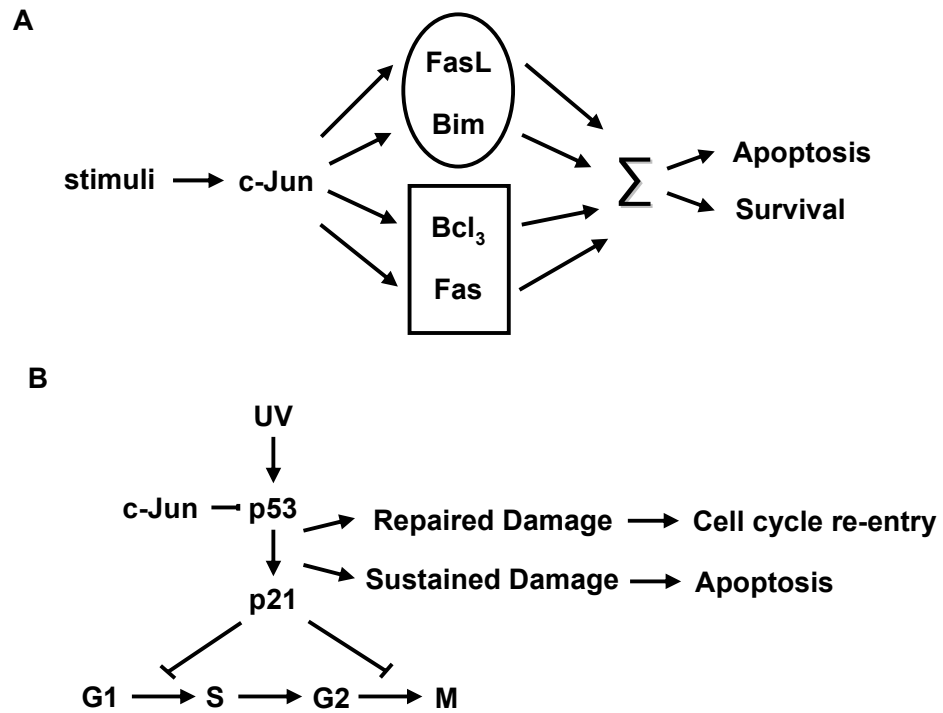 A
FasL
Bim
stimuli
c-Jun
Bcl₃
Fas
∑
Apoptosis
Survival
B
UV
c-Jun
p53
Repaired Damage
Cell cycle re-entry
Sustained Damage
Apoptosis
p21
G1
S
G2
M